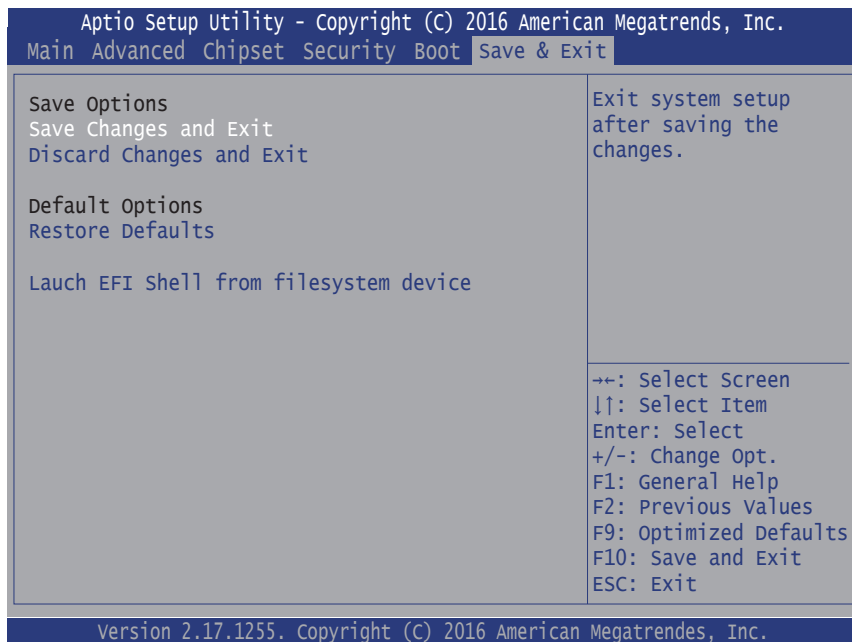 Aptio Setup Utility - Copyright (C) 2016 American Megatrends, Inc.
Main Advanced Chipset Security Boot Save & Exit
Save Options
Save Changes and Exit
Discard Changes and Exit
Default Options
Restore Defaults
Lauch EFI Shell from filesystem device
Exit system setup
after saving the
changes.
→←: Select Screen
↓↑: Select Item
Enter: Select
+/-: Change Opt.
F1: General Help
F2: Previous Values
F9: Optimized Defaults
F10: Save and Exit
ESC: Exit
Version 2.17.1255. Copyright (C) 2016 American Megatrendes, Inc.